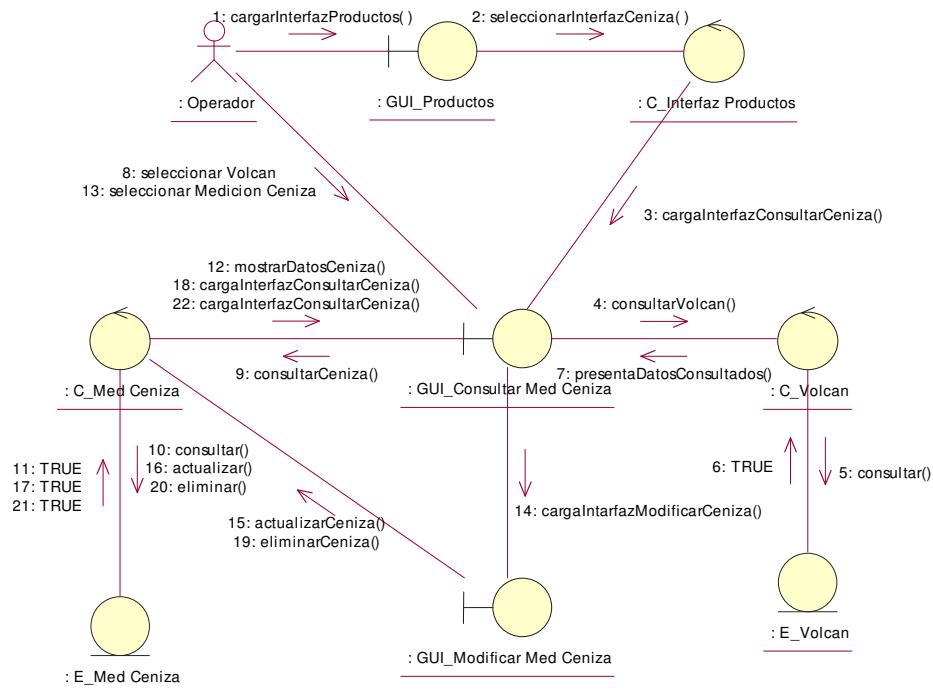 1: cargarInterfazProductos( )
2: seleccionarInterfazCeniza( )
: Operador
: GUI_Productos
: C_Interfaz Productos
8: seleccionar Volcan
13: seleccionar Medicion Ceniza
3: cargaInterfazConsultarCeniza()
12: mostrarDatosCeniza()
18: cargaInterfazConsultarCeniza()
22: cargaInterfazConsultarCeniza()
4: consultarVolcan()
9: consultarCeniza()
7: presentaDatosConsultados()
: C_Med Ceniza
: GUI_Consultar Med Ceniza
: C_Volcan
10: consultar()
16: actualizar()
20: eliminar()
11: TRUE
17: TRUE
21: TRUE
6: TRUE
5: consultar()
14: cargaIntarfazModificarCeniza()
15: actualizarCeniza()
19: eliminarCeniza()
: E_Volcan
: GUI_Modificar Med Ceniza
: E_Med Ceniza